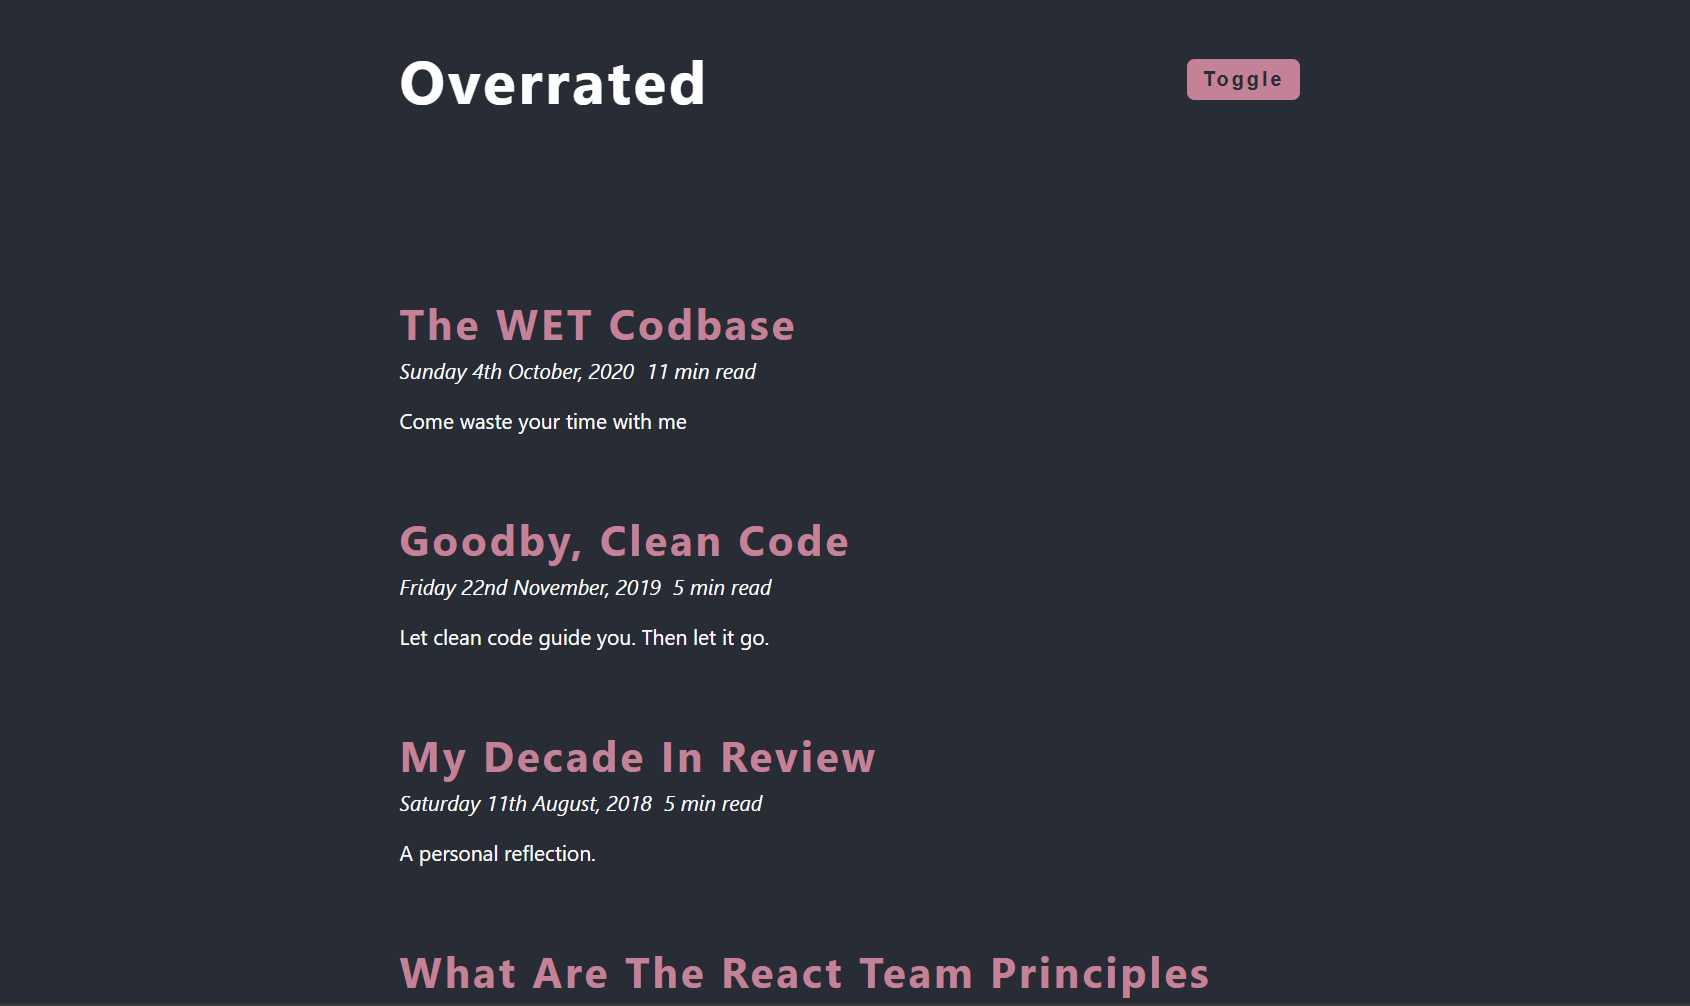 Overrated
Toggle
The WET Codbase
Sunday 4th October, 2020 11 min read
Come waste your time with me
Goodby, Clean Code
Friday 22nd November, 2019 5 min read
Let clean code guide you. Then let it go.
My Decade In Review
Saturday 11th August, 2018 5 min read
A personal reflection.
What Are The React Team Principles